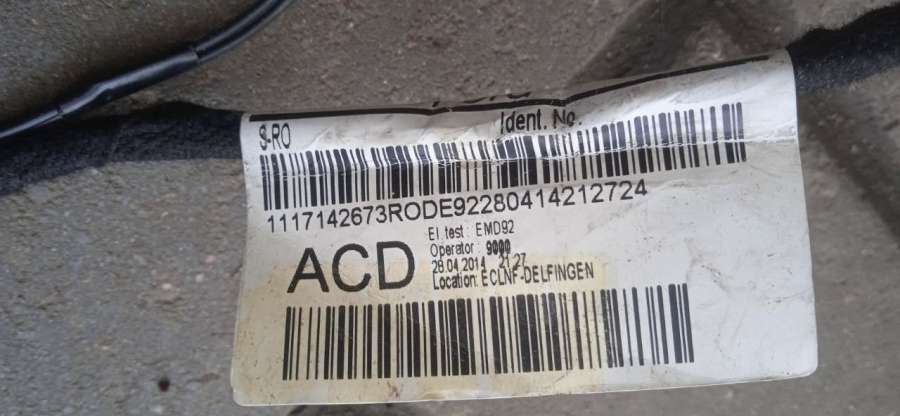 S-RO
Ident. No.
1117142673RODE92280414212724
ACD
El. test : EMD92
Operator : 9000
28.04.2014 21:27
Location: ECLNF-DELFINGEN